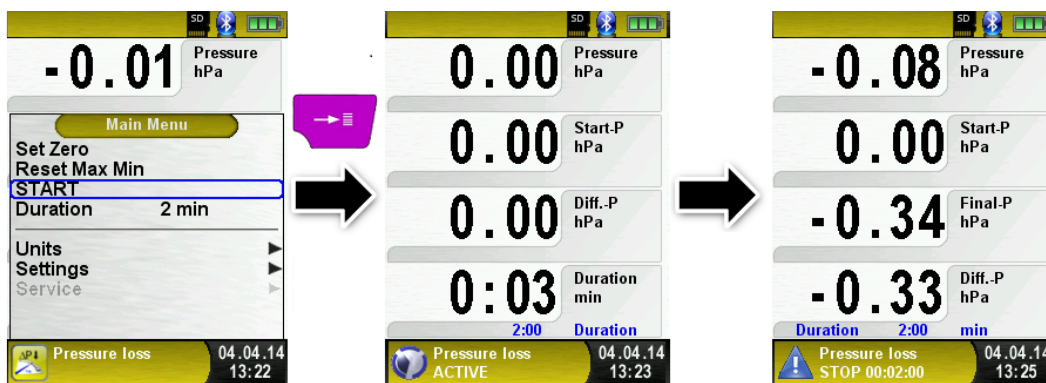 SD
- 0.01 Pressure
hPa
Main Menu
Set Zero
Reset Max Min
START
Duration 2 min
Units
Settings
Service
Pressure loss 04.04.14
13:22
SD
0.00 Pressure
hPa
0.00 Start-P
hPa
0.00 Diff.-P
hPa
0:03 Duration
min
2:00 Duration
Pressure loss 04.04.14
ACTIVE 13:23
SD
- 0.08 Pressure
hPa
0.00 Start-P
hPa
- 0.34 Final-P
hPa
- 0.33 Diff.-P
hPa
Duration 2:00 min
Pressure loss 04.04.14
STOP 00:02:00 13:25